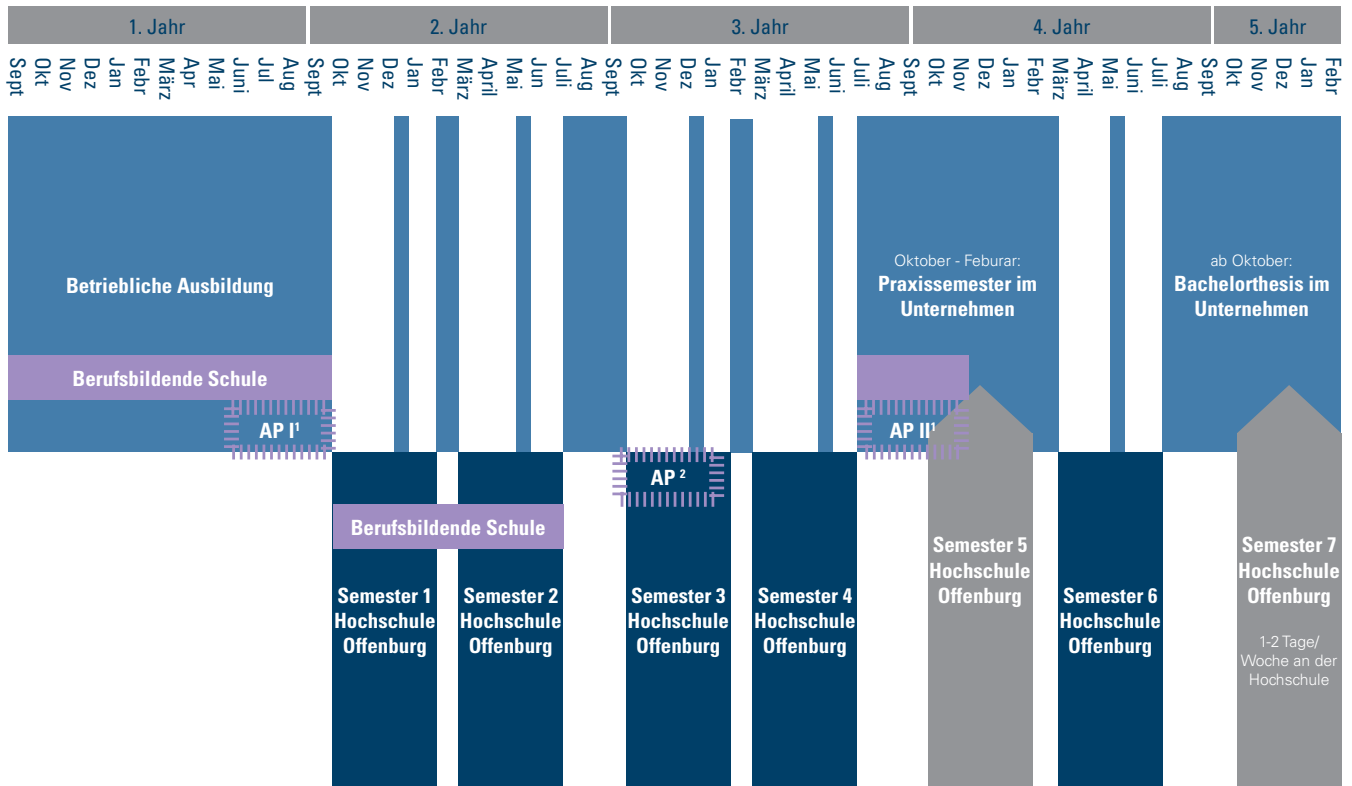 1. Jahr
2. Jahr
3. Jahr
4. Jahr
5. Jahr
Sept
Okt
Nov
Dez
Jan
Febr
März
Apr
Mai
Juni
Jul
Aug
Sept
Okt
Nov
Dez
Jan
Febr
März
April
Mai
Jun
Juli
Aug
Sept
Okt
Nov
Dez
Jan
Febr
März
April
Mai
Juni
Juli
Aug
Sept
Okt
Nov
Dez
Jan
Febr
März
April
Mai
Juni
Juli
Aug
Sept
Okt
Nov
Dez
Jan
Febr
Betriebliche Ausbildung
Oktober - Feburar:
Praxissemester im
Unternehmen
ab Oktober:
Bachelorthesis im
Unternehmen
Berufsbildende Schule
AP I¹
AP II¹
AP ²
Berufsbildende Schule
Semester 1
Hochschule
Offenburg
Semester 2
Hochschule
Offenburg
Semester 3
Hochschule
Offenburg
Semester 4
Hochschule
Offenburg
Semester 5
Hochschule
Offenburg
Semester 6
Hochschule
Offenburg
Semester 7
Hochschule
Offenburg
1-2 Tage/
Woche an der
Hochschule